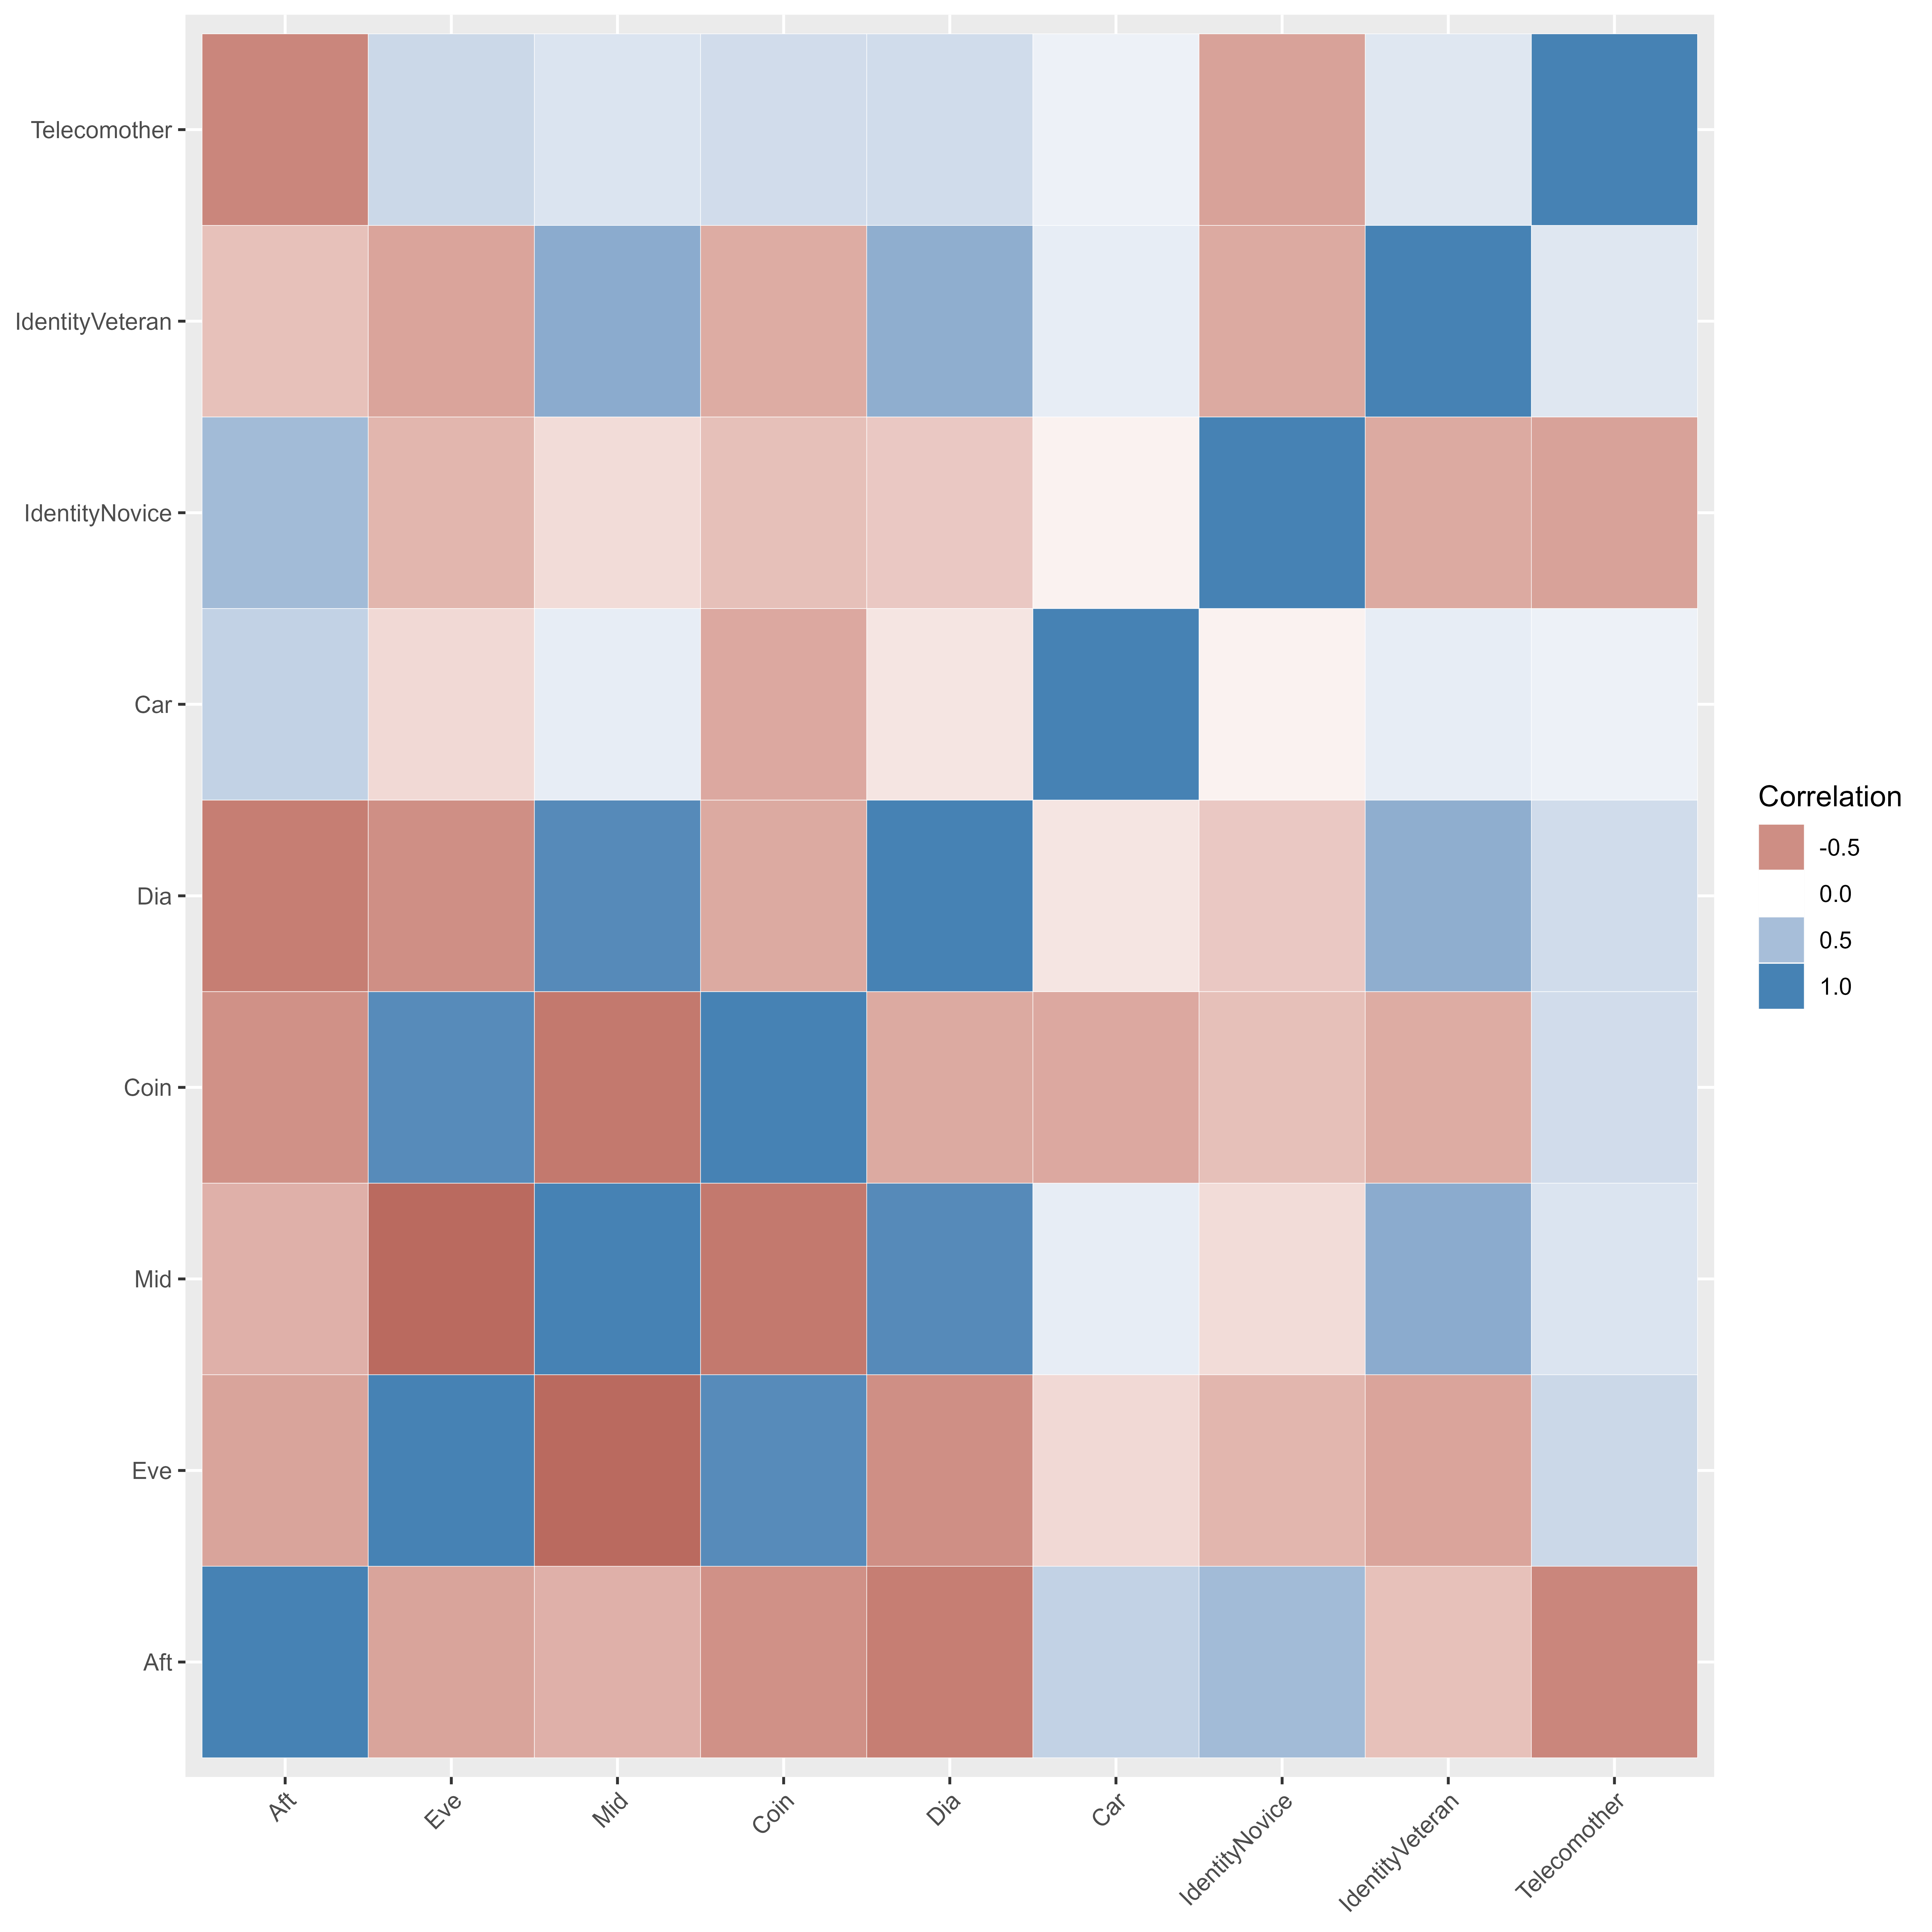 Telecomother
IdentityVeteran
IdentityNovice
Car
Dia
Coin
Mid
Eve
Aft
Aft
Eve
Mid
Coin
Dia
Car
IdentityNovice
IdentityVeteran
Telecomother
Correlation
-0.5
0.0
0.5
1.0